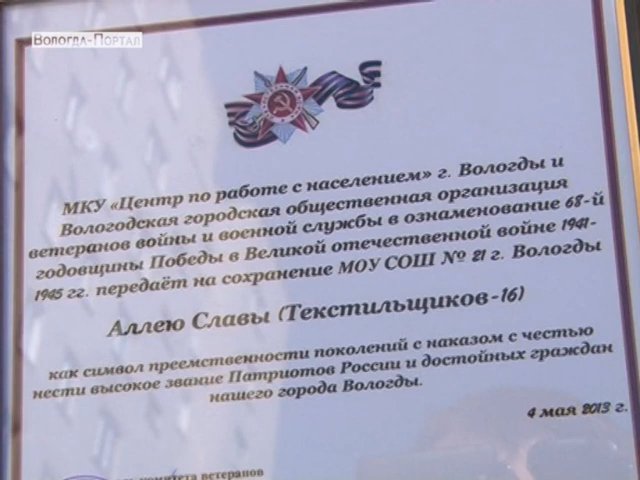 Вологда-Портал
МКУ «Центр по работе с населением» г. Вологды и
Вологодская городская общественная организация
ветеранов войны и военной службы в ознаменование 68-й
годовщины Победы в Великой отечественной войне 1941-
1945 гг. передаёт на сохранение МОУ СОШ № 21 г. Вологды
Аллею Славы (Текстильщиков-16)
как символ преемственности поколений с наказом с честью
нести высокое звание Патриотов России и достойных граждан
нашего города Вологды.
4 мая 2013 г.
комитета ветеранов